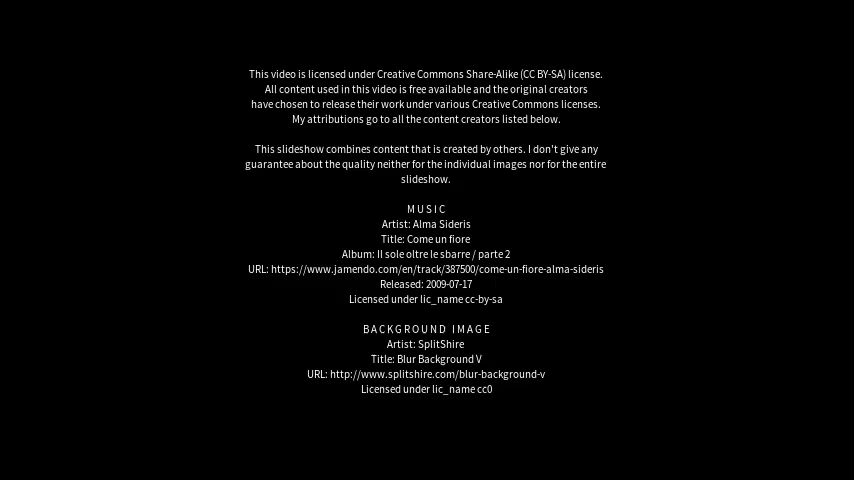 This video is licensed under Creative Commons Share-Alike (CC BY-SA) license.
All content used in this video is free available and the original creators
have chosen to release their work under various Creative Commons licenses.
My attributions go to all the content creators listed below.
This slideshow combines content that is created by others. I don't give any
guarantee about the quality neither for the individual images nor for the entire
slideshow.
MUSIC
Artist: Alma Sideris
Title: Come un fiore
Album: Il sole oltre le sbarre / parte 2
URL: https://www.jamendo.com/en/track/387500/come-un-fiore-alma-sideris
Released: 2009-07-17
Licensed under lic_name cc-by-sa
BACKGROUND IMAGE
Artist: SplitShire
Title: Blur Background V
URL: http://www.splitshire.com/blur-background-v
Licensed under lic_name cc0